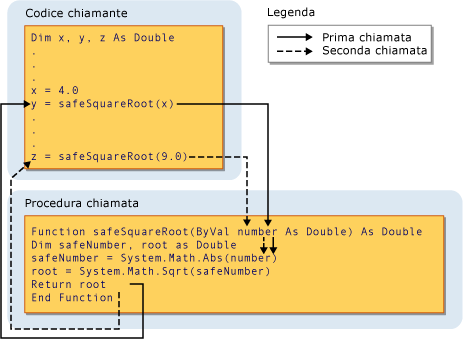 Codice chiamante
Dim x, y, z As Double
.
.
.
x = 4.0
y = safeSquareRoot(x)
.
.
.
z = safeSquareRoot(9.0)
Legenda
Prima chiamata
Seconda chiamata
Procedura chiamata
Function safeSquareRoot(ByVal number As Double) As Double
Dim safeNumber, root as Double
safeNumber = System.Math.Abs(number)
root = System.Math.Sqrt(safeNumber)
Return root
End Function